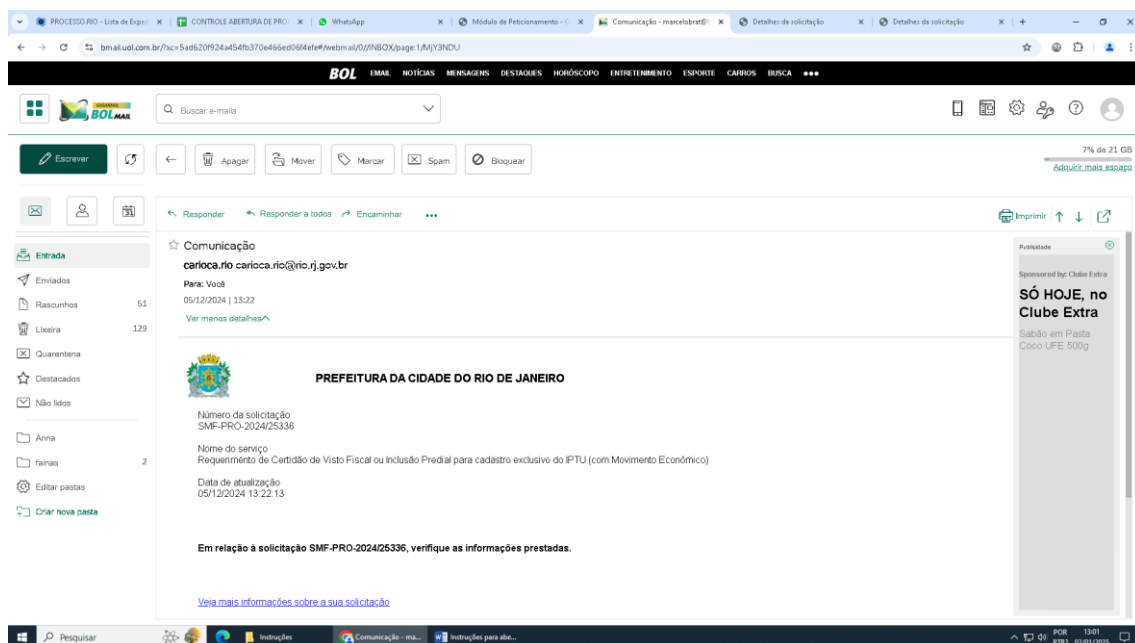 PROCESSO.RIO - Lista de Exped
CONTROLE ABERTURA DE PRO
WhatsApp
Módulo de Peticionamento - C
Comunicação - marcelobrat@
Detalhes da solicitação
Detalhes da solicitação
bmail.uol.com.br/?xc=5ad620f924a454fb370e466ed06f4efe#/webmail/0//INBOX/page:1/MjY3NDU
BOL EMAIL NOTÍCIAS MENSAGENS DESTAQUES HORÓSCOPO ENTRETENIMENTO ESPORTE CARROS BUSCA
BOL MAIL
Buscar e-mails
Escrever
Apagar
Mover
Marcar
Spam
Bloquear
7% de 21 GB
Adquirir mais espaço
31
Responder
Responder a todos
Encaminhar
Imprimir
Entrada
Enviados
Rascunhos 51
Lixeira 129
Quarentena
Destacados
Não lidos
Anna
fainas 2
Editar pastas
Criar nova pasta
Comunicação
carioca.rio carioca.rio@rio.rj.gov.br
Para: Você
05/12/2024 | 13:22
Ver menos detalhes
PREFEITURA DA CIDADE DO RIO DE JANEIRO
Número da solicitação
SMF-PRO-2024/25336
Nome do serviço
Requerimento de Certidão de Visto Fiscal ou Inclusão Predial para cadastro exclusivo do IPTU (com Movimento Econômico)
Data de atualização
05/12/2024 13:22:13
Em relação à solicitação SMF-PRO-2024/25336, verifique as informações prestadas.
Veja mais informações sobre a sua solicitação
Publicidade
Sponsored by: Clube Extra
SÓ HOJE, no
Clube Extra
Sabão em Pasta
Coco UFE 500g
Pesquisar
Instruções
Comunicação - ma...
Instruções para abe...
POR
PTB2
13:01
02/01/2025